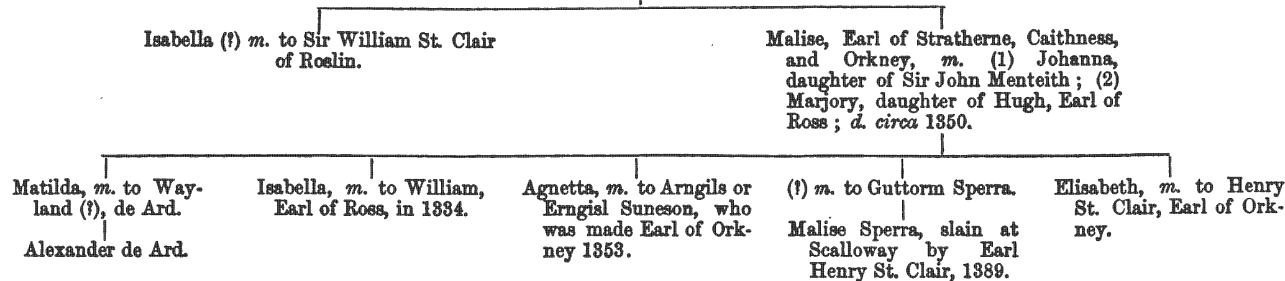 Isabella (?) m. to Sir William St. Clair
of Roslin.
Malise, Earl of Stratherne, Caithness,
and Orkney, m. (1) Johanna,
daughter of Sir John Menteith ; (2)
Marjory, daughter of Hugh, Earl of
Ross ; d. circa 1350.
Matilda, m. to Way-
land (?), de Ard.
Alexander de Ard.
Isabella, m. to William,
Earl of Ross, in 1334.
Agnetta, m. to Arngils or
Erngisl Suneson, who
was made Earl of Ork-
ney 1353.
(?) m. to Guttorm Sperra.
Malise Sperra, slain at
Scalloway by Earl
Henry St. Clair, 1389.
Elisabeth, m. to Henry
St. Clair, Earl of Ork-
ney.